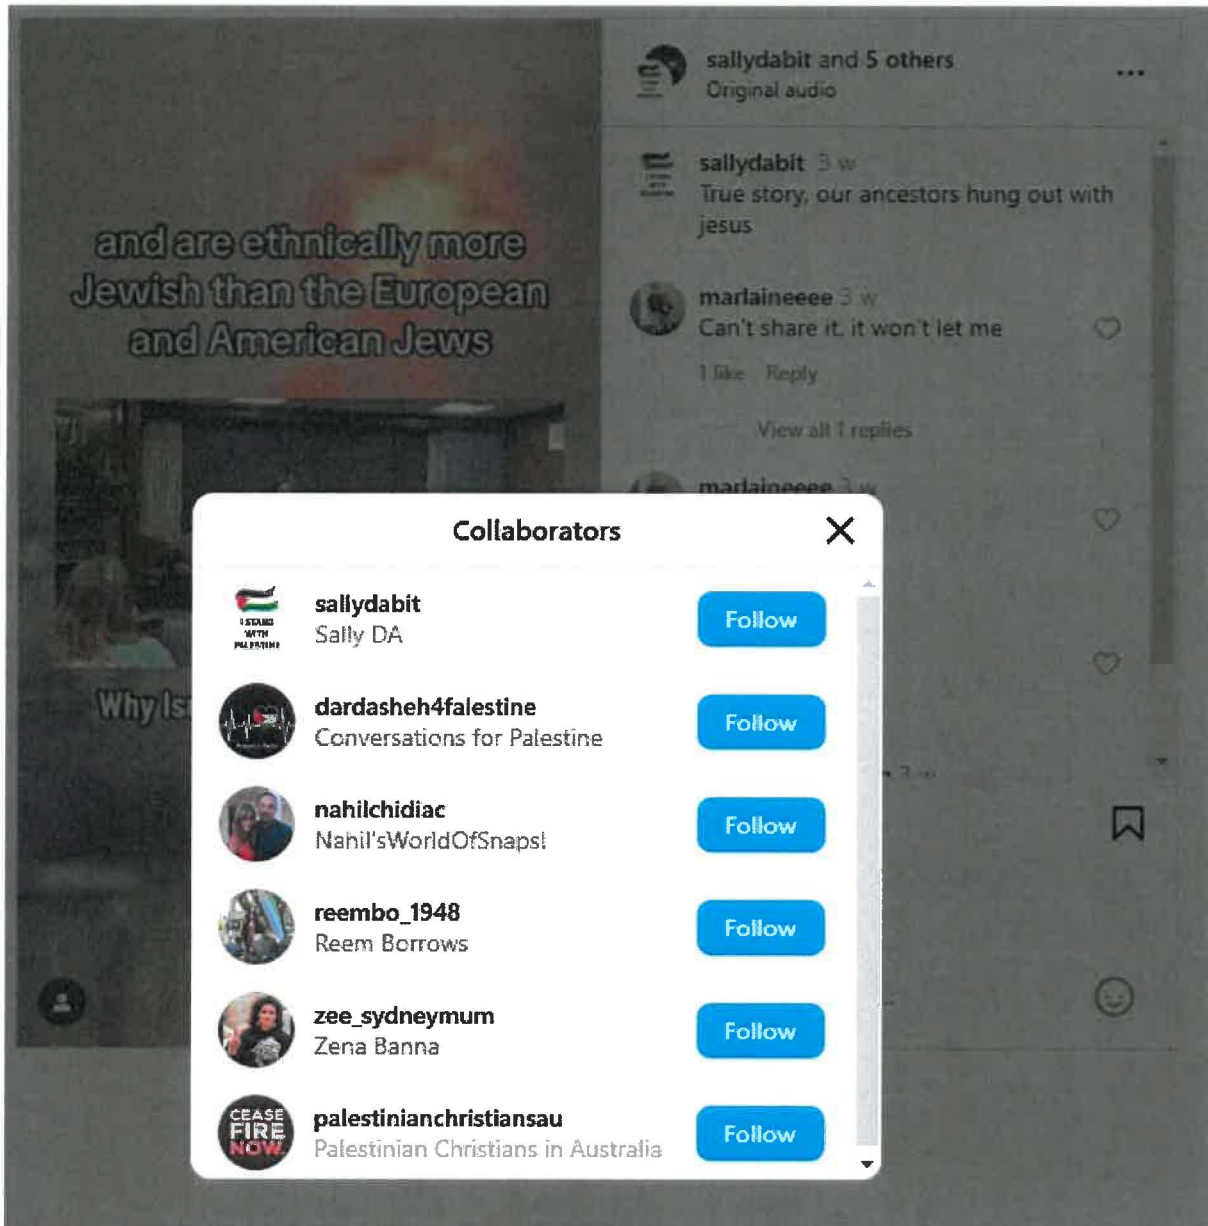 sallydabit and 5 others
Original audio
sallydabit 3 w
True story, our ancestors hung out with
jesus
marlaineeee 3 w
Can't share it. it won't let me
1 like Reply
View all 1 replies
marlaineeee 3 w
and are ethnically more
Jewish than the European
and American Jews
Why Is
Collaborators
sallydabit
Sally DA
Follow
I STAND
WITH
PALESTINE
dardasheh4falestine
Conversations for Palestine
Follow
nahilchidiac
Nahil'sWorldOfSnaps!
Follow
reembo_1948
Reem Borrows
Follow
zee_sydneymum
Zena Banna
Follow
CEASE
FIRE
NOW.
palestinianchristiansau
Palestinian Christians in Australia
Follow